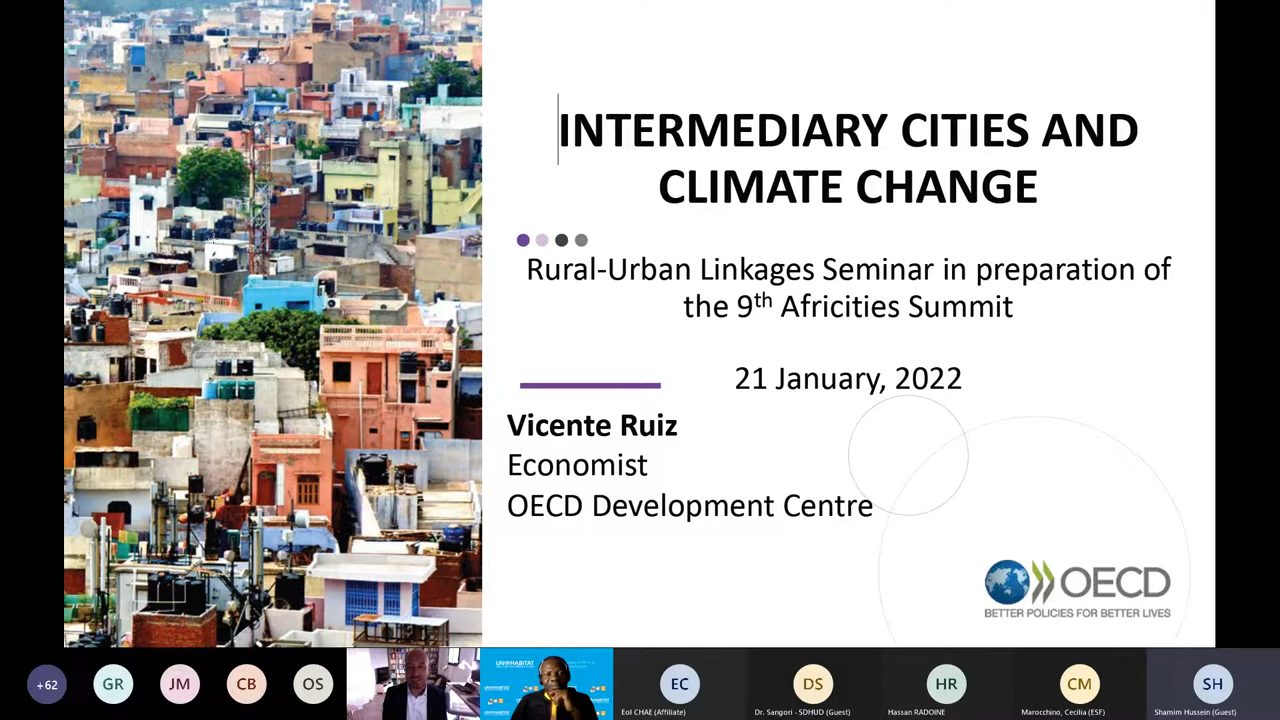 INTERMEDIARY CITIES AND
CLIMATE CHANGE
Rural-Urban Linkages Seminar in preparation of
the 9th Africities Summit
21 January, 2022
Vicente Ruiz
Economist
OECD Development Centre
OECD
BETTER POLICIES FOR BETTER LIVES
+62
GR
JM
CB
OS
UN HABITAT
EC
Eol CHAE (Affiliate)
DS
Dr. Sangori - SDHUD (Guest)
HR
Hassan RADOINE
CM
Marocchino, Cecilia (ESF)
SH
Shamim Hussein (Guest)